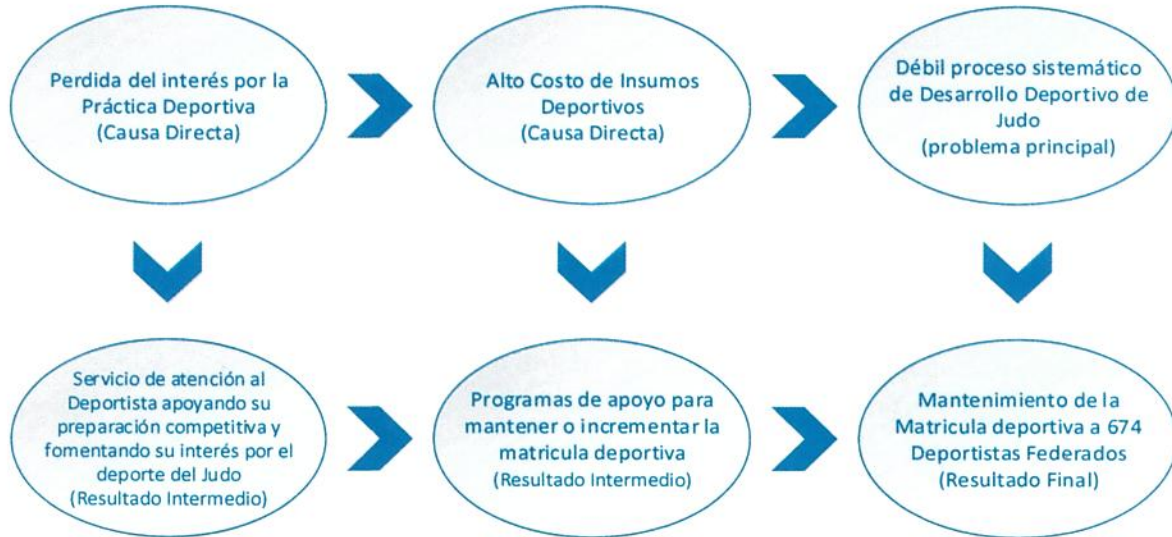 Perdida del interés por la
Práctica Deportiva
(Causa Directa)
Alto Costo de Insumos
Deportivos
(Causa Directa)
Débil proceso sistemático
de Desarrollo Deportivo de
Judo
(problema principal)
Servicio de atención al
Deportista apoyando su
preparación competitiva y
fomentando su interés por el
deporte del Judo
(Resultado Intermedio)
Programas de apoyo para
mantener o incrementar la
matricula deportiva
(Resultado Intermedio)
Mantenimiento de la
Matricula deportiva a 674
Deportistas Federados
(Resultado Final)